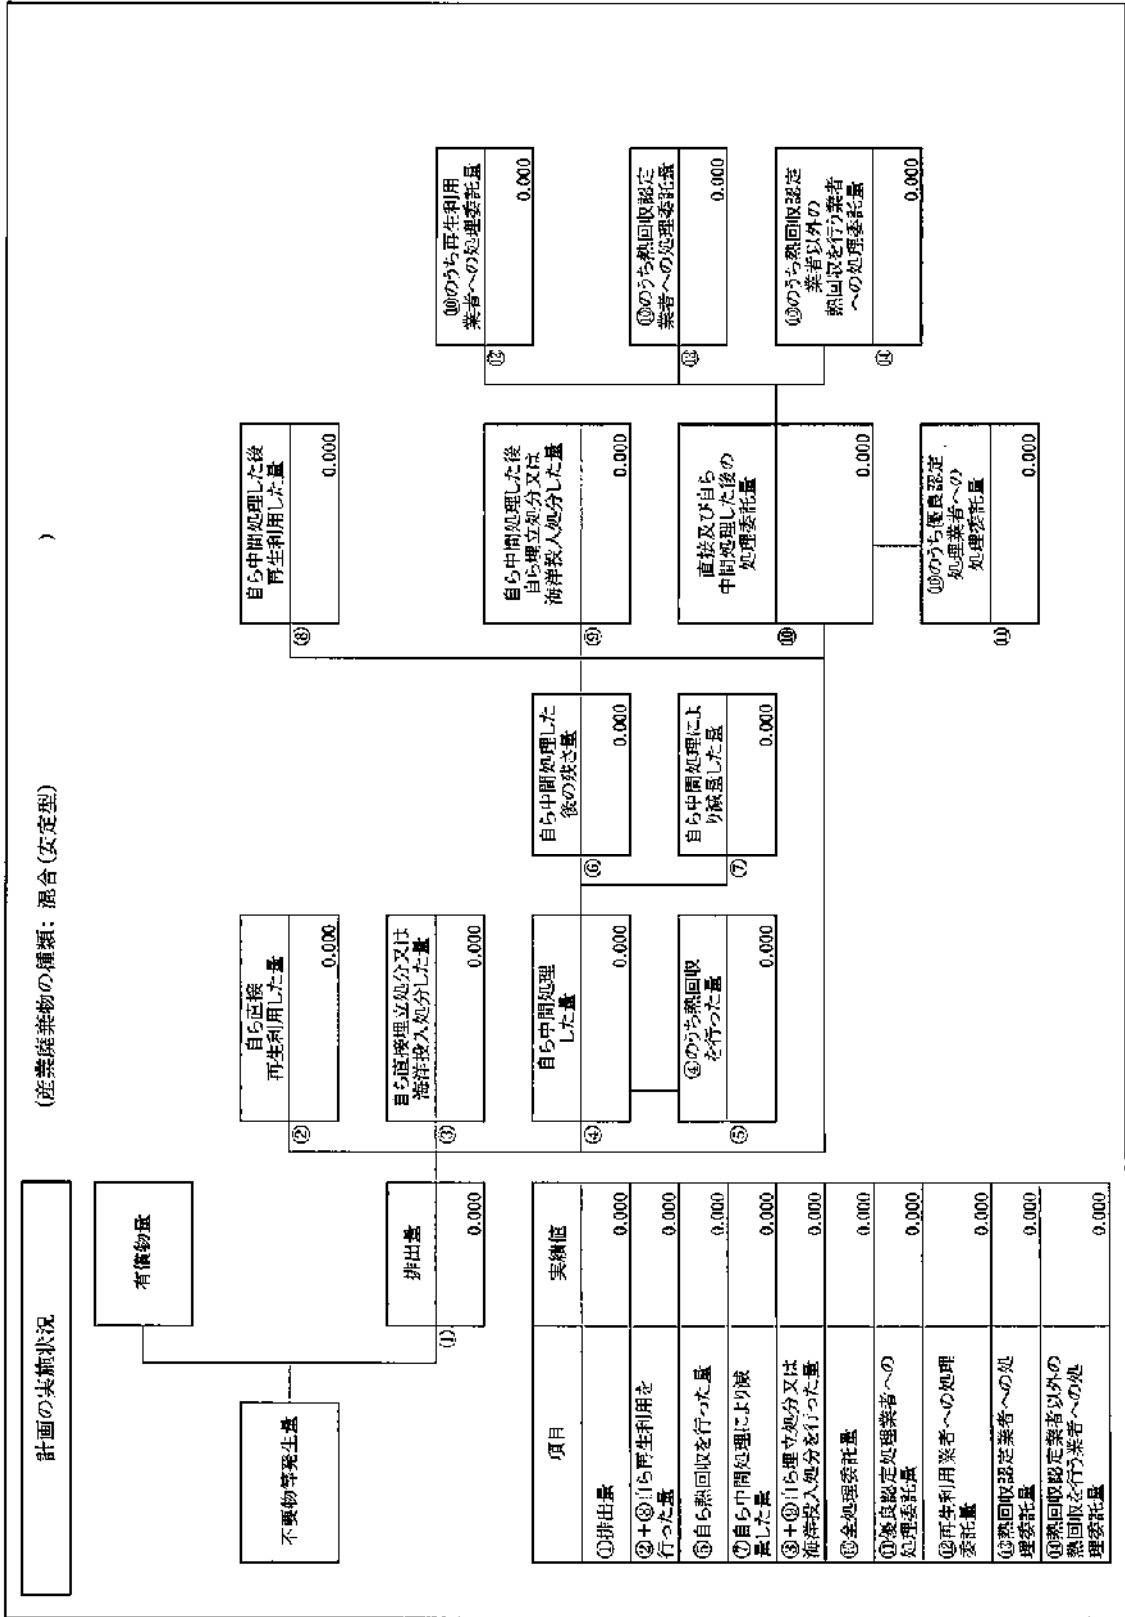 計画の実施状況
(産業廃棄物の種類: 混合(安定型) )
不要物等発生量
有償物量
排出量
①
0.000
自ら直接
再生利用した量
②
0.000
自ら直接埋立処分又は
海洋投入処分した量
③
0.000
自ら中間処理
した量
④
0.000
④のうち熱回収
を行った量
⑤
0.000
自ら中間処理した
後の残さ量
⑥
0.000
自ら中間処理によ
り減量した量
⑦
0.000
自ら中間処理した後
再生利用した量
⑧
0.000
自ら中間処理した後
自ら埋立処分又は
海洋投入処分した量
⑨
0.000
直接及び自ら
中間処理した後の
処理委託量
⑩
0.000
⑩のうち優良認定
処理業者への
処理委託量
⑪
0.000
⑩のうち再生利用
業者への処理委託量
⑫
0.000
⑩のうち熱回収認定
業者への処理委託量
⑬
0.000
⑩のうち熱回収認定
業者以外の
熱回収を行う業者
への処理委託量
⑭
0.000
項目 実績値
①排出量 0.000
②+⑧自ら再生利用を
行った量 0.000
⑤自ら熱回収を行った量 0.000
⑦自ら中間処理により減
量した量 0.000
③+⑨自ら埋立処分又は
海洋投入処分を行った量 0.000
⑩全処理委託量 0.000
⑪優良認定処理業者への
処理委託量 0.000
⑫再生利用業者への処理
委託量 0.000
⑬熱回収認定業者への処
理委託量 0.000
⑭熱回収認定業者以外の
熱回収を行う業者への処
理委託量 0.000